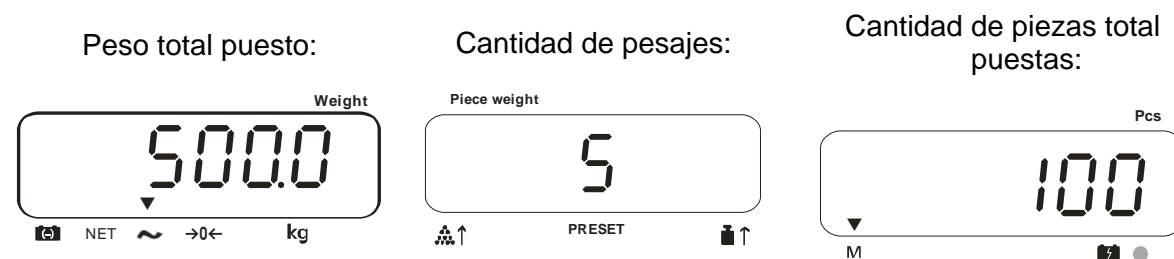 Peso total puesto:
Cantidad de pesajes:
Cantidad de piezas total
puestas:
Weight
500.0
NET →0← kg
Piece weight
5
PRESET
Pcs
100
M